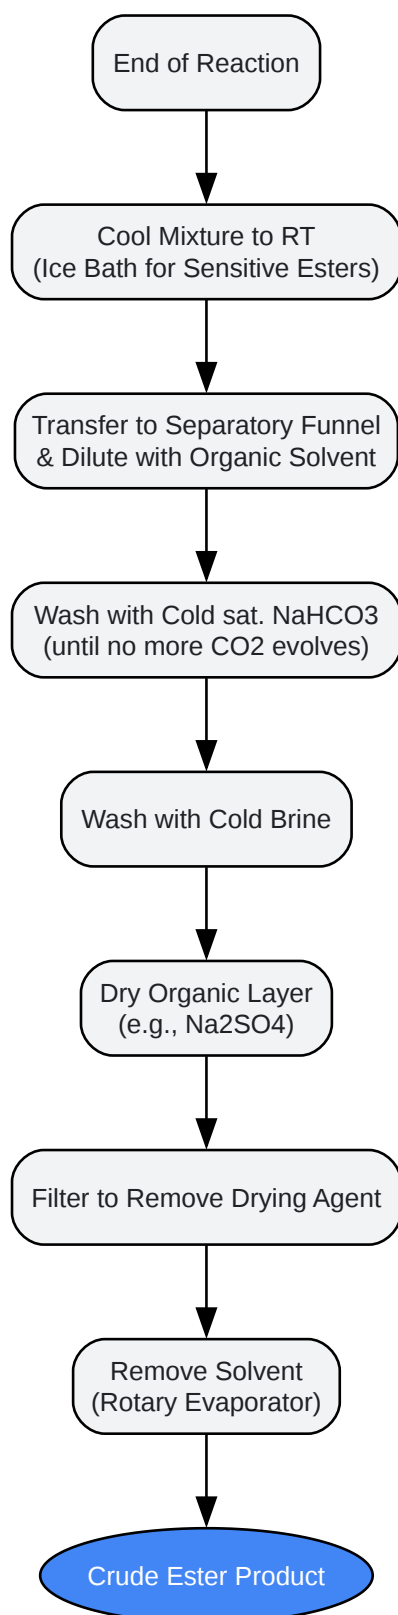 End of Reaction
Cool Mixture to RT
(Ice Bath for Sensitive Esters)
Transfer to Separatory Funnel
& Dilute with Organic Solvent
Wash with Cold sat. NaHCO3
(until no more CO2 evolves)
Wash with Cold Brine
Dry Organic Layer
(e.g., Na2SO4)
Filter to Remove Drying Agent
Remove Solvent
(Rotary Evaporator)
Crude Ester Product